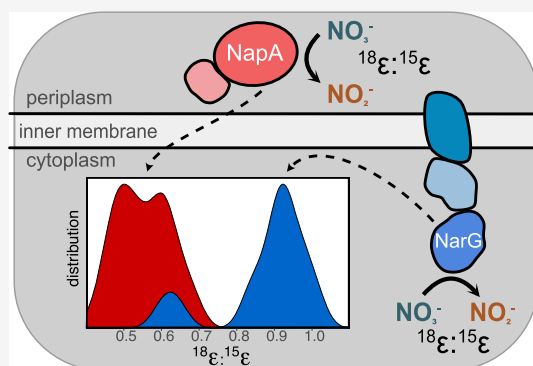 NapA
NO₃⁻
¹⁸ε:¹⁵ε
NO₂⁻
periplasm
inner membrane
cytoplasm
distribution
0.5 0.6 0.7 0.8 0.9 1.0
¹⁸ε:¹⁵ε
NarG
NO₃⁻ NO₂⁻
¹⁸ε:¹⁵ε